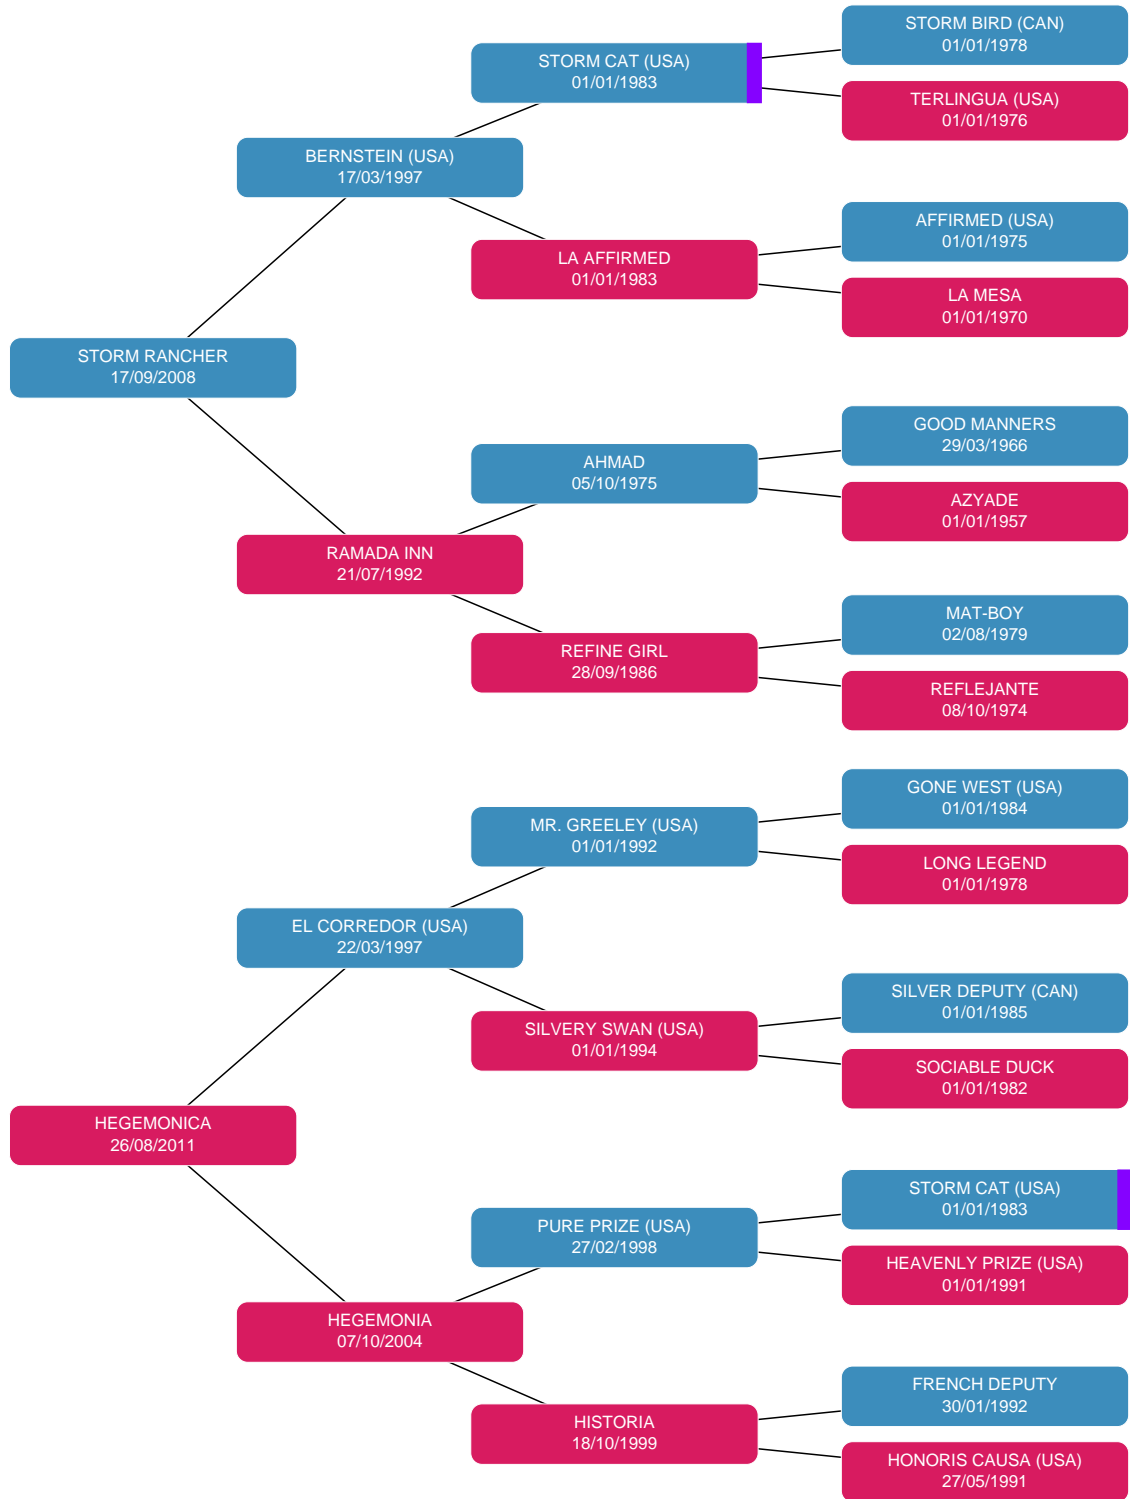 STORM BIRD (CAN)
01/01/1978
STORM CAT (USA)
01/01/1983
TERLINGUA (USA)
01/01/1976
BERNSTEIN (USA)
17/03/1997
AFFIRMED (USA)
01/01/1975
LA AFFIRMED
01/01/1983
LA MESA
01/01/1970
STORM RANCHER
17/09/2008
GOOD MANNERS
29/03/1966
AHMAD
05/10/1975
AZYADE
01/01/1957
RAMADA INN
21/07/1992
MAT-BOY
02/08/1979
REFINE GIRL
28/09/1986
REFLEJANTE
08/10/1974
GONE WEST (USA)
01/01/1984
MR. GREELEY (USA)
01/01/1992
LONG LEGEND
01/01/1978
EL CORREDOR (USA)
22/03/1997
SILVER DEPUTY (CAN)
01/01/1985
SILVERY SWAN (USA)
01/01/1994
SOCIABLE DUCK
01/01/1982
HEGEMONICA
26/08/2011
STORM CAT (USA)
01/01/1983
PURE PRIZE (USA)
27/02/1998
HEAVENLY PRIZE (USA)
01/01/1991
HEGEMONIA
07/10/2004
FRENCH DEPUTY
30/01/1992
HISTORIA
18/10/1999
HONORIS CAUSA (USA)
27/05/1991